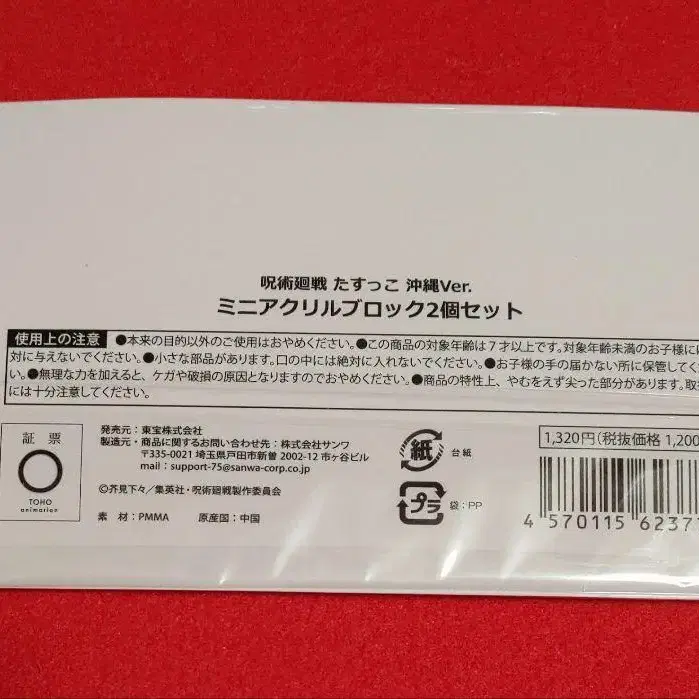 呪術廻戦 たすっこ 沖縄Ver.
ミニアクリルブロック2個セット
使用上の注意 ●本来の目的以外のご使用はおやめください。●この商品の対象年齢は7才以上です。対象年齢未満のお子様には
対に与えないでください。●小さな部品があります。口の中には絶対に入れないでください。●お子様の手の届かない所に保管してくだ
い。●無理な力を加えると、ケガや破損の原因となりますのでおやめください。●商品の特性上、やむをえず尖った部分があります。取
には十分注意してください。
証 票
TOHO
animation
発売元:東宝株式会社
製造元・商品に関するお問い合わせ先:株式会社サンワ
〒335-0021 埼玉県戸田市新曽 2002-12 市ヶ谷ビル
mail:support-75@sanwa-corp.co.jp
©芥見下々/集英社・呪術廻戦製作委員会
素 材:PMMA 原産国:中国
紙 台紙
プラ 袋:PP
1,320円(税抜価格 1,200
4 570115 6237